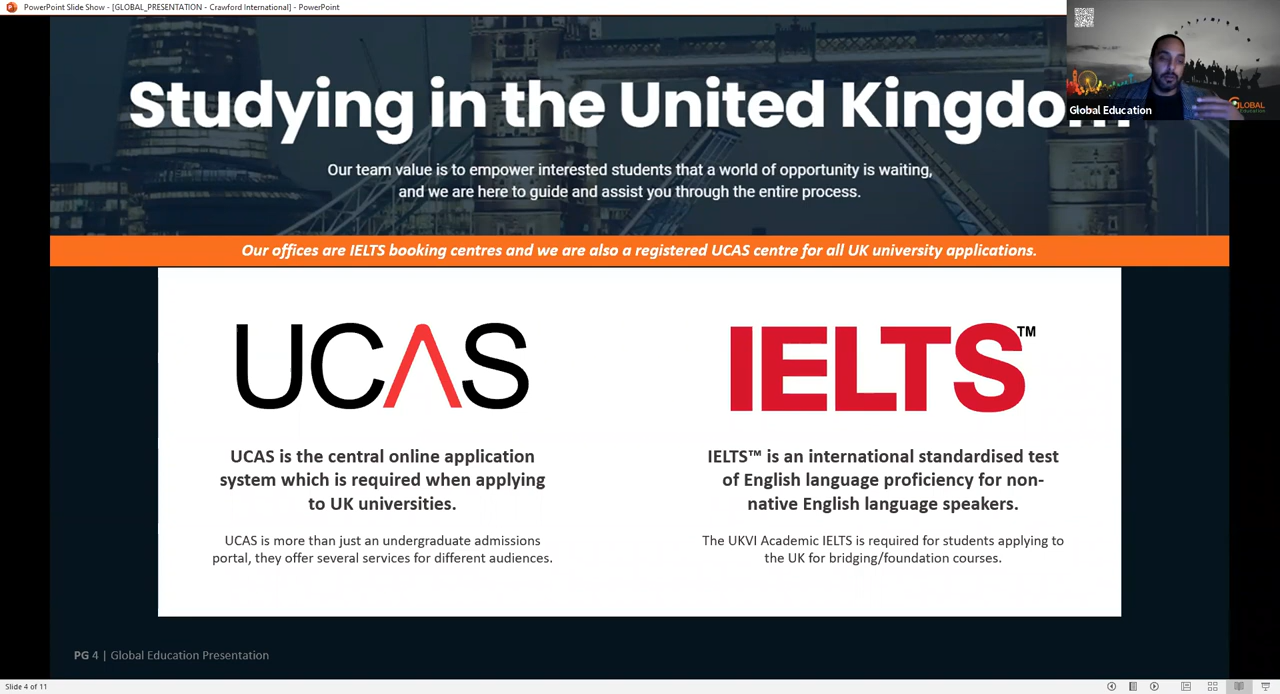 PowerPoint Slide Show - [GLOBAL_PRESENTATION - Crawford International] - PowerPoint
Studying in the United Kingdom
Our team value is to empower interested students that a world of opportunity is waiting,
and we are here to guide and assist you through the entire process.
GLOBAL
Education
Global Education
Our offices are IELTS booking centres and we are also a registered UCAS centre for all UK university applications.
UCAS
UCAS is the central online application
system which is required when applying
to UK universities.
UCAS is more than just an undergraduate admissions
portal, they offer several services for different audiences.
IELTS™
IELTS™ is an international standardised test
of English language proficiency for non-
native English language speakers.
The UKVI Academic IELTS is required for students applying to
the UK for bridging/foundation courses.
PG 4 | Global Education Presentation
Slide 4 of 11